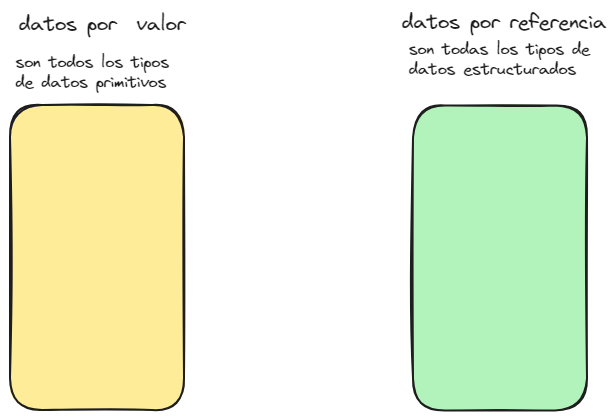 datos por valor
son todos los tipos
de datos primitivos
datos por referencia
son todas los tipos de
datos estructurados